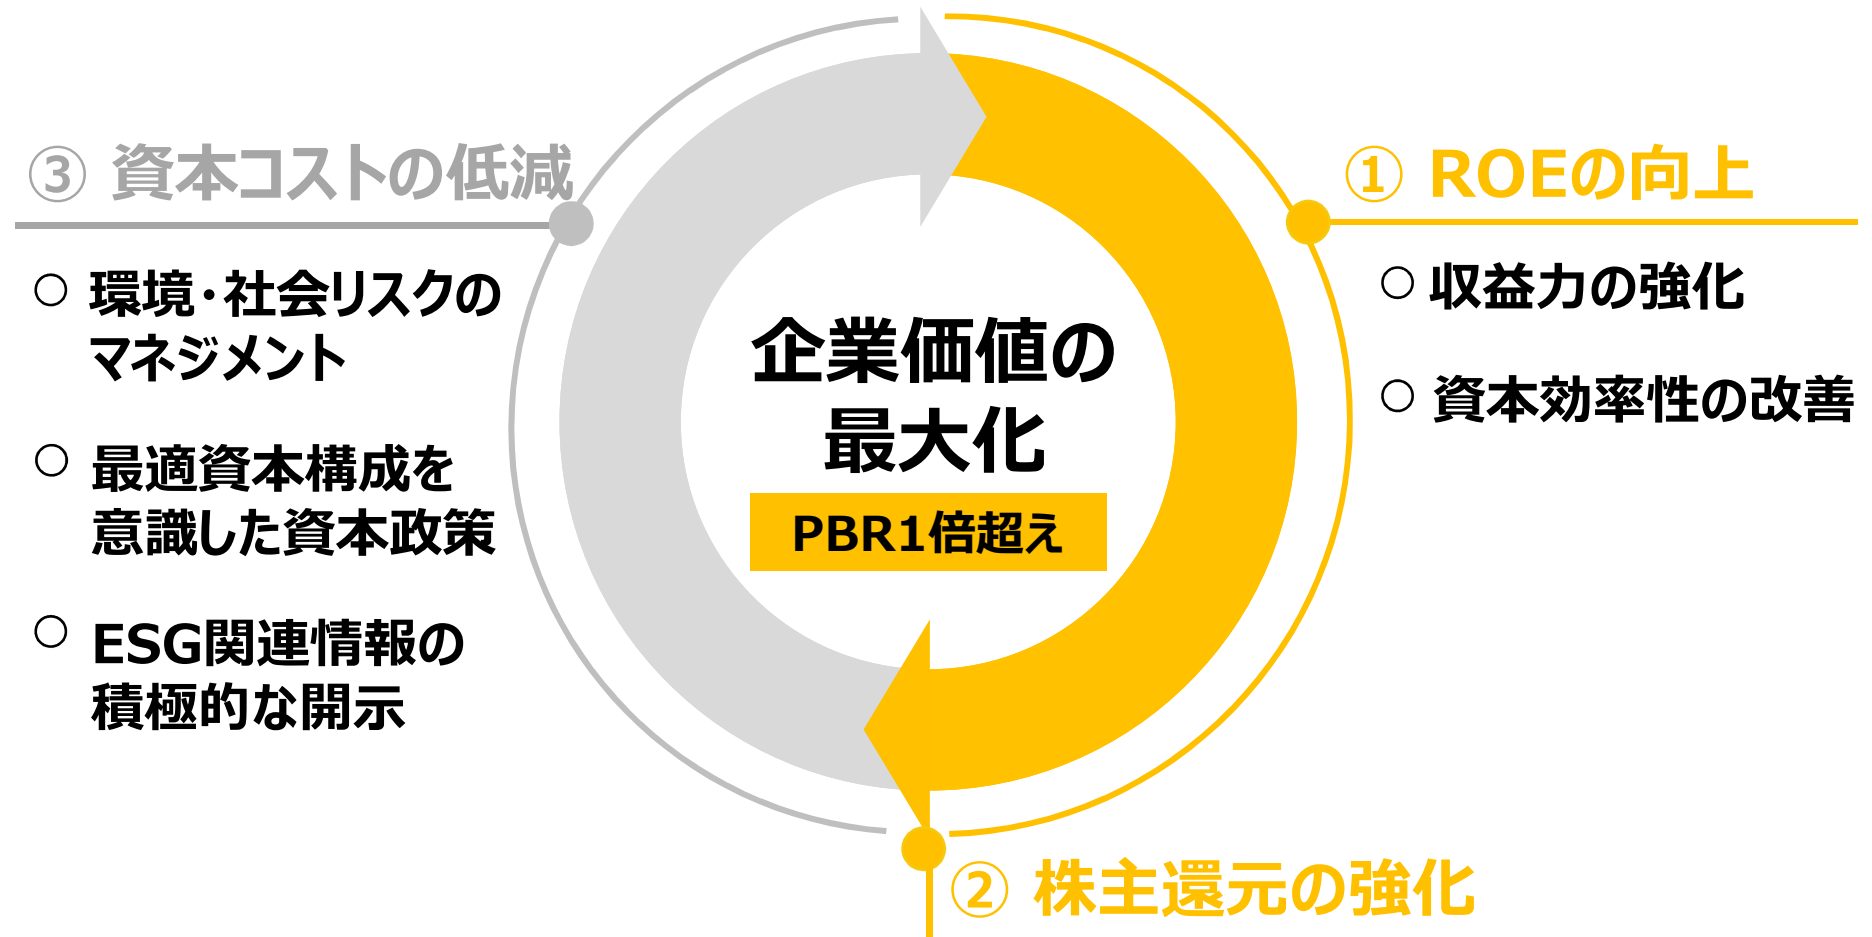 ③ 資本コストの低減
○ 環境・社会リスクの
マネジメント
○ 最適資本構成を
意識した資本政策
○ ESG関連情報の
積極的な開示
企業価値の
最大化
PBR1倍超え
① ROEの向上
○ 収益力の強化
○ 資本効率性の改善
② 株主還元の強化